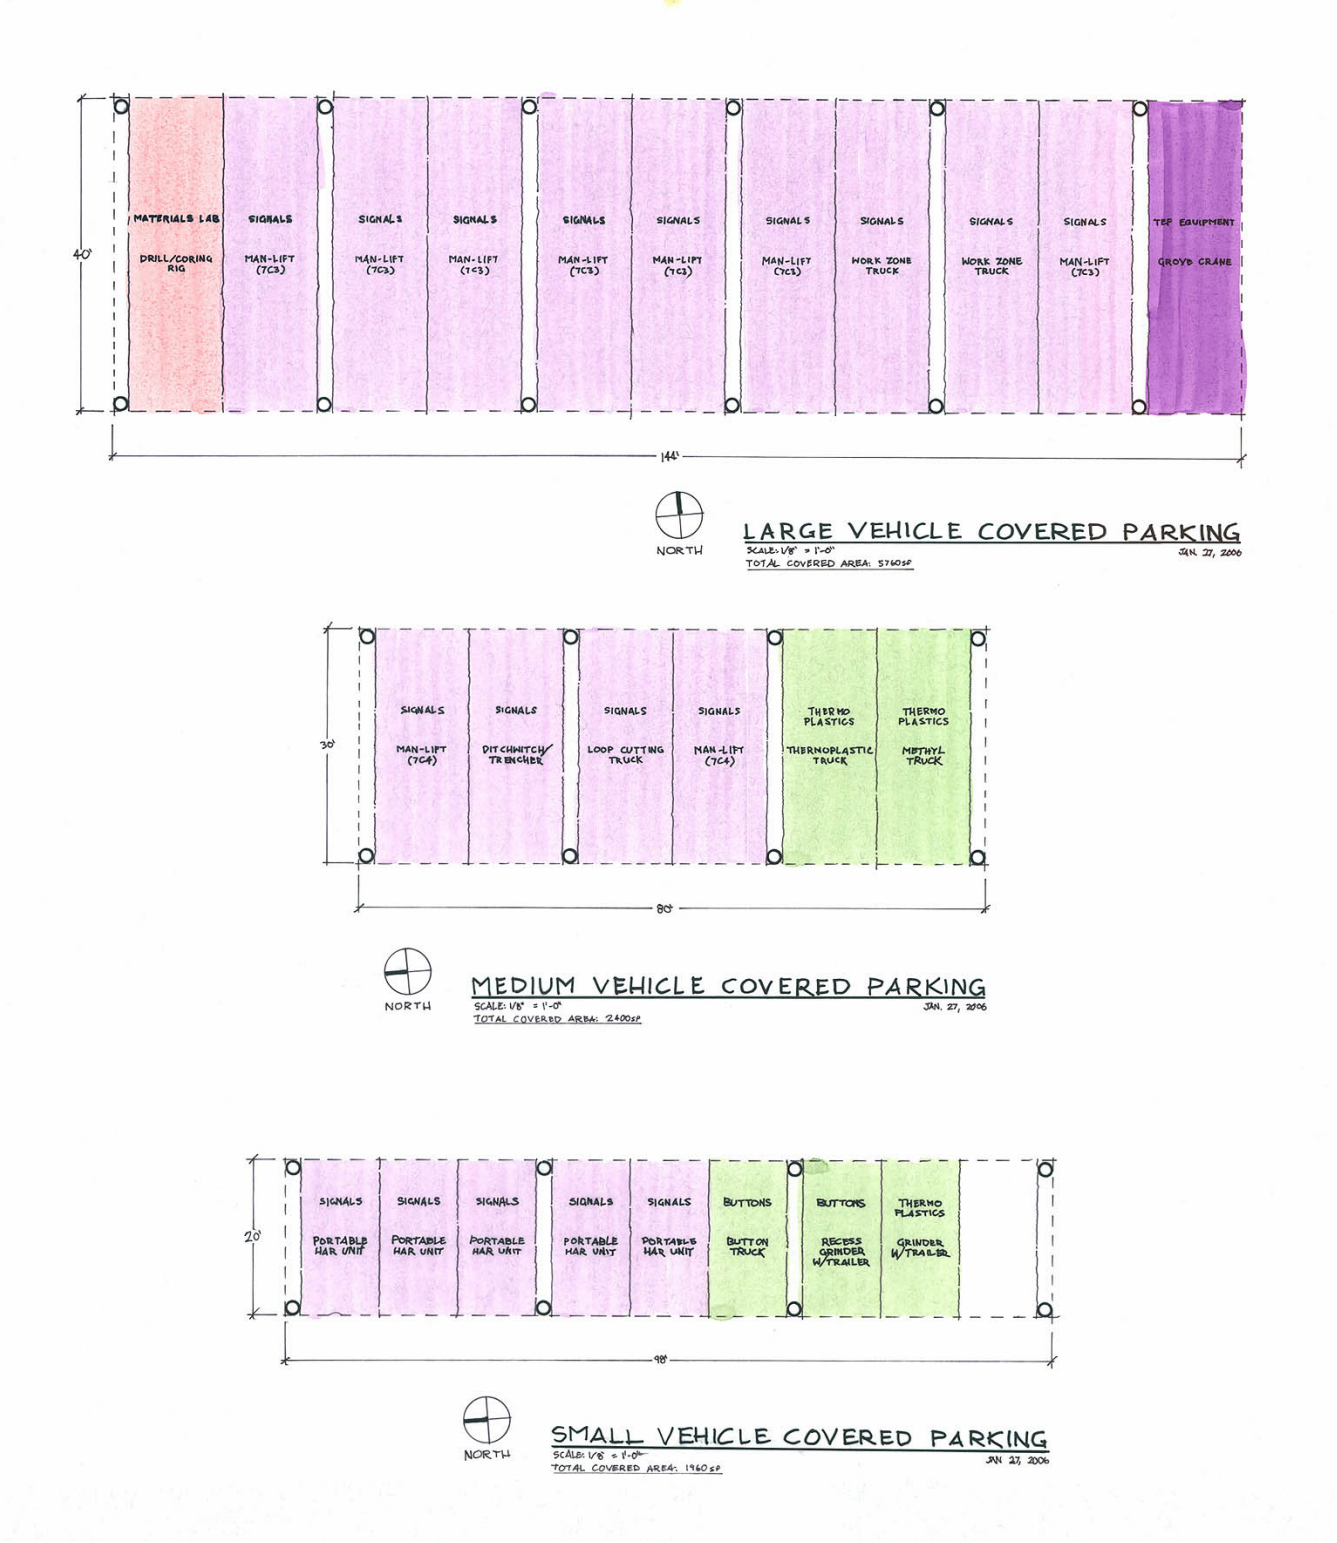 MATERIALS LAB
DRILL/CORING
RIG
SIGNALS
MAN-LIFT
(7C3)
SIGNALS
MAN-LIFT
(7C3)
SIGNALS
MAN-LIFT
(7C3)
SIGNALS
MAN-LIFT
(7C3)
SIGNALS
MAN-LIFT
(7C3)
SIGNALS
MAN-LIFT
(7C3)
SIGNALS
WORK ZONE
TRUCK
SIGNALS
WORK ZONE
TRUCK
SIGNALS
MAN-LIFT
(7C3)
EQUIPMENT
GROVE CRANE
40'
144'
NORTH
LARGE VEHICLE COVERED PARKING
SCALE: 1/8" = 1'-0"
JAN. 27, 2006
TOTAL COVERED AREA: 5760SF
30'
SIGNALS
MAN-LIFT
(7C4)
SIGNALS
DITCHWITCH/
TRENCHER
SIGNALS
LOOP CUTTING
TRUCK
SIGNALS
MAN-LIFT
(7C4)
THERMO
PLASTICS
THERMOPLASTIC
TRUCK
THERMO
PLASTICS
METHYL
TRUCK
80'
NORTH
MEDIUM VEHICLE COVERED PARKING
SCALE: 1/8" = 1'-0"
JAN. 27, 2006
TOTAL COVERED AREA: 2400SF
20'
SIGNALS
PORTABLE
HAR UNIT
SIGNALS
PORTABLE
HAR UNIT
SIGNALS
PORTABLE
HAR UNIT
SIGNALS
PORTABLE
HAR UNIT
SIGNALS
PORTABLE
HAR UNIT
BUTTONS
BUTTON
TRUCK
BUTTONS
RECESS
GRINDER
W/TRAILER
THERMO
PLASTICS
GRINDER
W/TRAILER
98'
NORTH
SMALL VEHICLE COVERED PARKING
SCALE: 1/8" = 1'-0"
JAN 27, 2006
TOTAL COVERED AREA: 1960SF